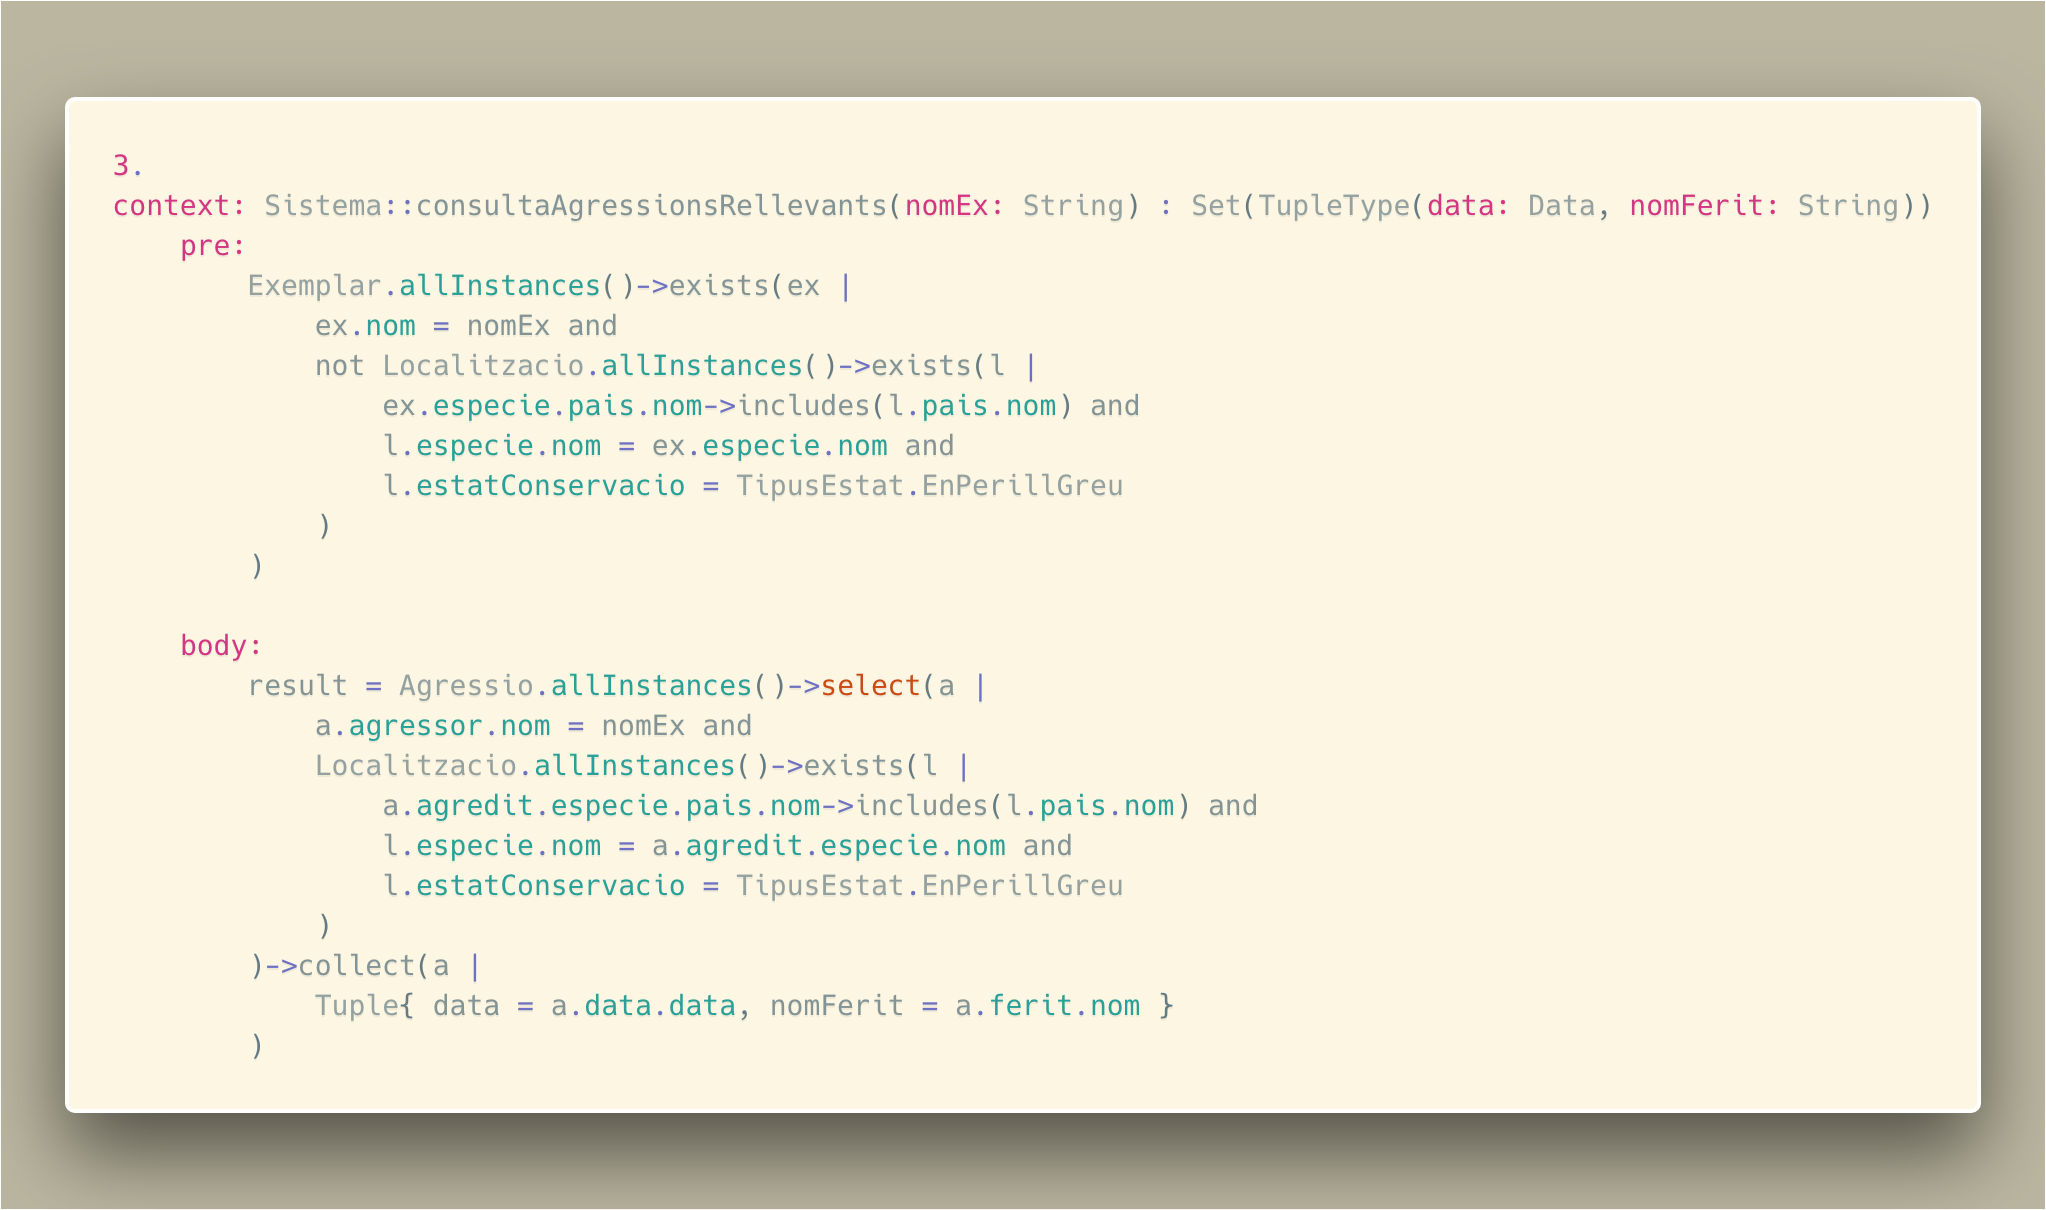 3.
context: Sistema::consultaAgressionsRellevants(nomEx: String) : Set(TupleType(data: Data, nomFerit: String))
    pre:
        Exemplar.allInstances()->exists(ex |
            ex.nom = nomEx and
            not Localitzacio.allInstances()->exists(l |
                ex.especie.pais.nom->includes(l.pais.nom) and
                l.especie.nom = ex.especie.nom and
                l.estatConservacio = TipusEstat.EnPerillGreu
            )
        )

    body:
        result = Agressio.allInstances()->select(a |
            a.agressor.nom = nomEx and
            Localitzacio.allInstances()->exists(l |
                a.agredit.especie.pais.nom->includes(l.pais.nom) and
                l.especie.nom = a.agredit.especie.nom and
                l.estatConservacio = TipusEstat.EnPerillGreu
            )
        )->collect(a |
            Tuple{ data = a.data.data, nomFerit = a.ferit.nom }
        )